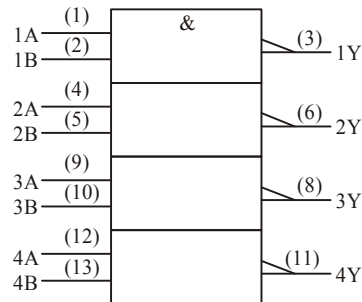 &
(1)
1A
(2)
1B
(3)
1Y
(4)
2A
(5)
2B
(6)
2Y
(9)
3A
(10)
3B
(8)
3Y
(12)
4A
(13)
4B
(11)
4Y